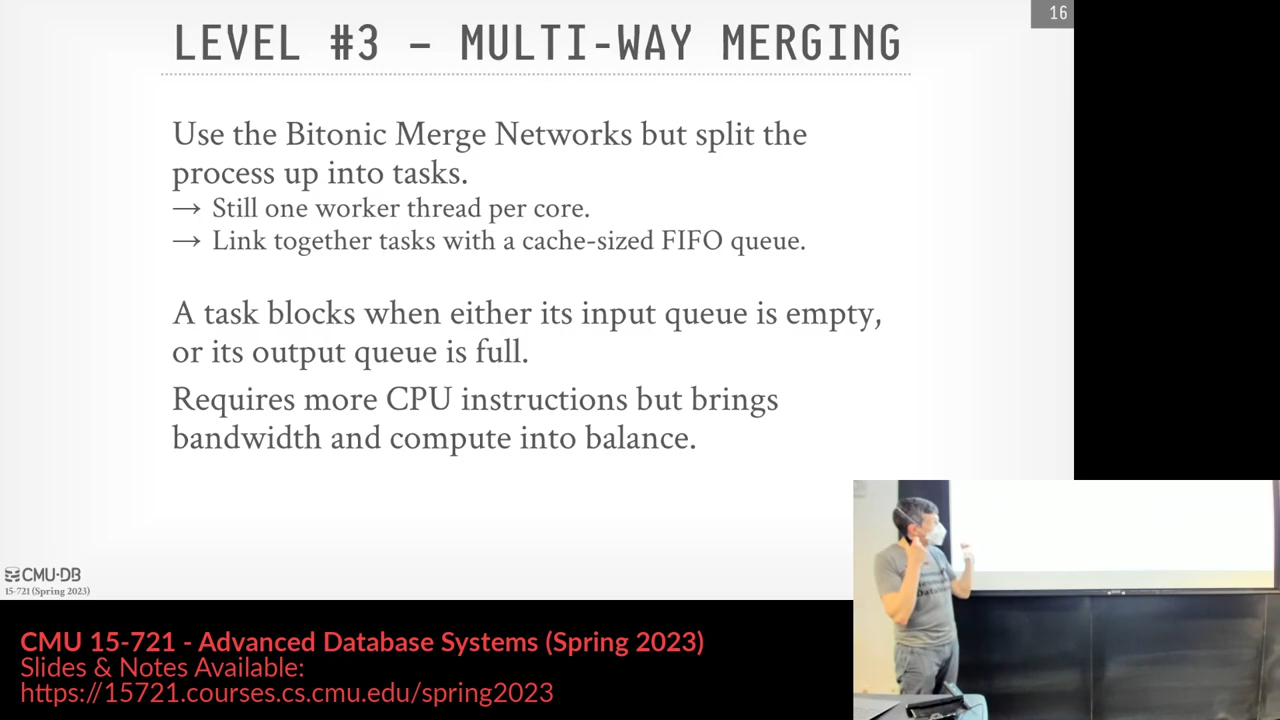 16
LEVEL #3 – MULTI-WAY MERGING
Use the Bitonic Merge Networks but split the
process up into tasks.
→ Still one worker thread per core.
→ Link together tasks with a cache-sized FIFO queue.
A task blocks when either its input queue is empty,
or its output queue is full.
Requires more CPU instructions but brings
bandwidth and compute into balance.
CMU·DB
15-721 (Spring 2023)
CMU 15-721 - Advanced Database Systems (Spring 2023)
Slides & Notes Available:
https://15721.courses.cs.cmu.edu/spring2023